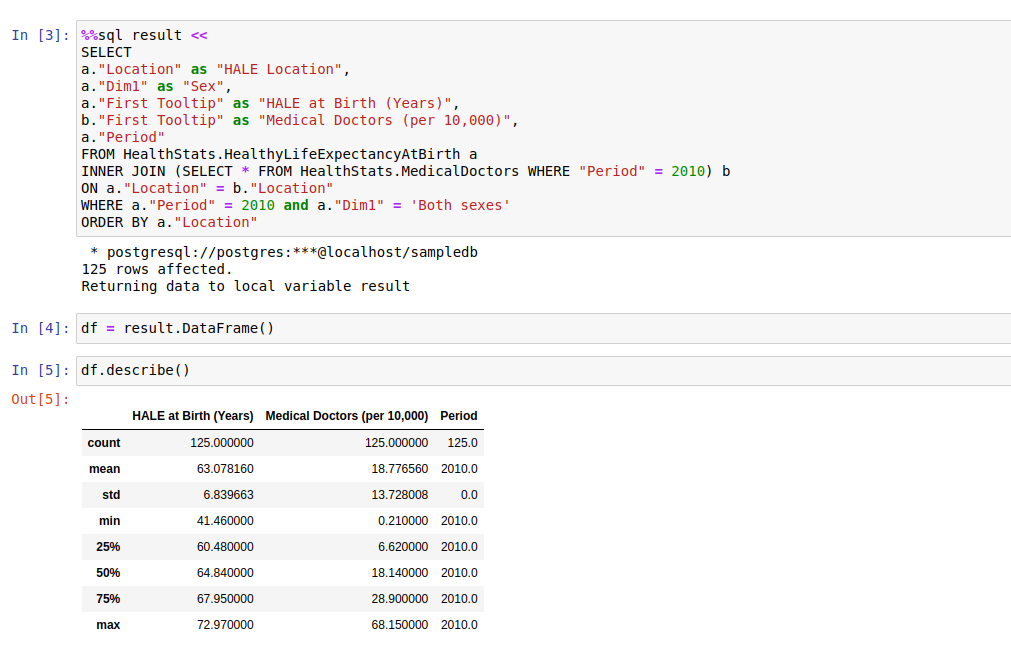 In [3]: %%sql result <<
SELECT
a."Location" as "HALE Location",
a."Dim1" as "Sex",
a."First Tooltip" as "HALE at Birth (Years)",
b."First Tooltip" as "Medical Doctors (per 10,000)",
a."Period"
FROM HealthStats.HealthyLifeExpectancyAtBirth a
INNER JOIN (SELECT * FROM HealthStats.MedicalDoctors WHERE "Period" = 2010) b
ON a."Location" = b."Location"
WHERE a."Period" = 2010 and a."Dim1" = 'Both sexes'
ORDER BY a."Location"
* postgresql://postgres:***@localhost/sampledb
125 rows affected.
Returning data to local variable result
In [4]: df = result.DataFrame()
In [5]: df.describe()
Out[5]:
HALE at Birth (Years) Medical Doctors (per 10,000) Period
count 125.000000 125.000000 125.0
mean 63.078160 18.776560 2010.0
std 6.839663 13.728008 0.0
min 41.460000 0.210000 2010.0
25% 60.480000 6.620000 2010.0
50% 64.840000 18.140000 2010.0
75% 67.950000 28.900000 2010.0
max 72.970000 68.150000 2010.0